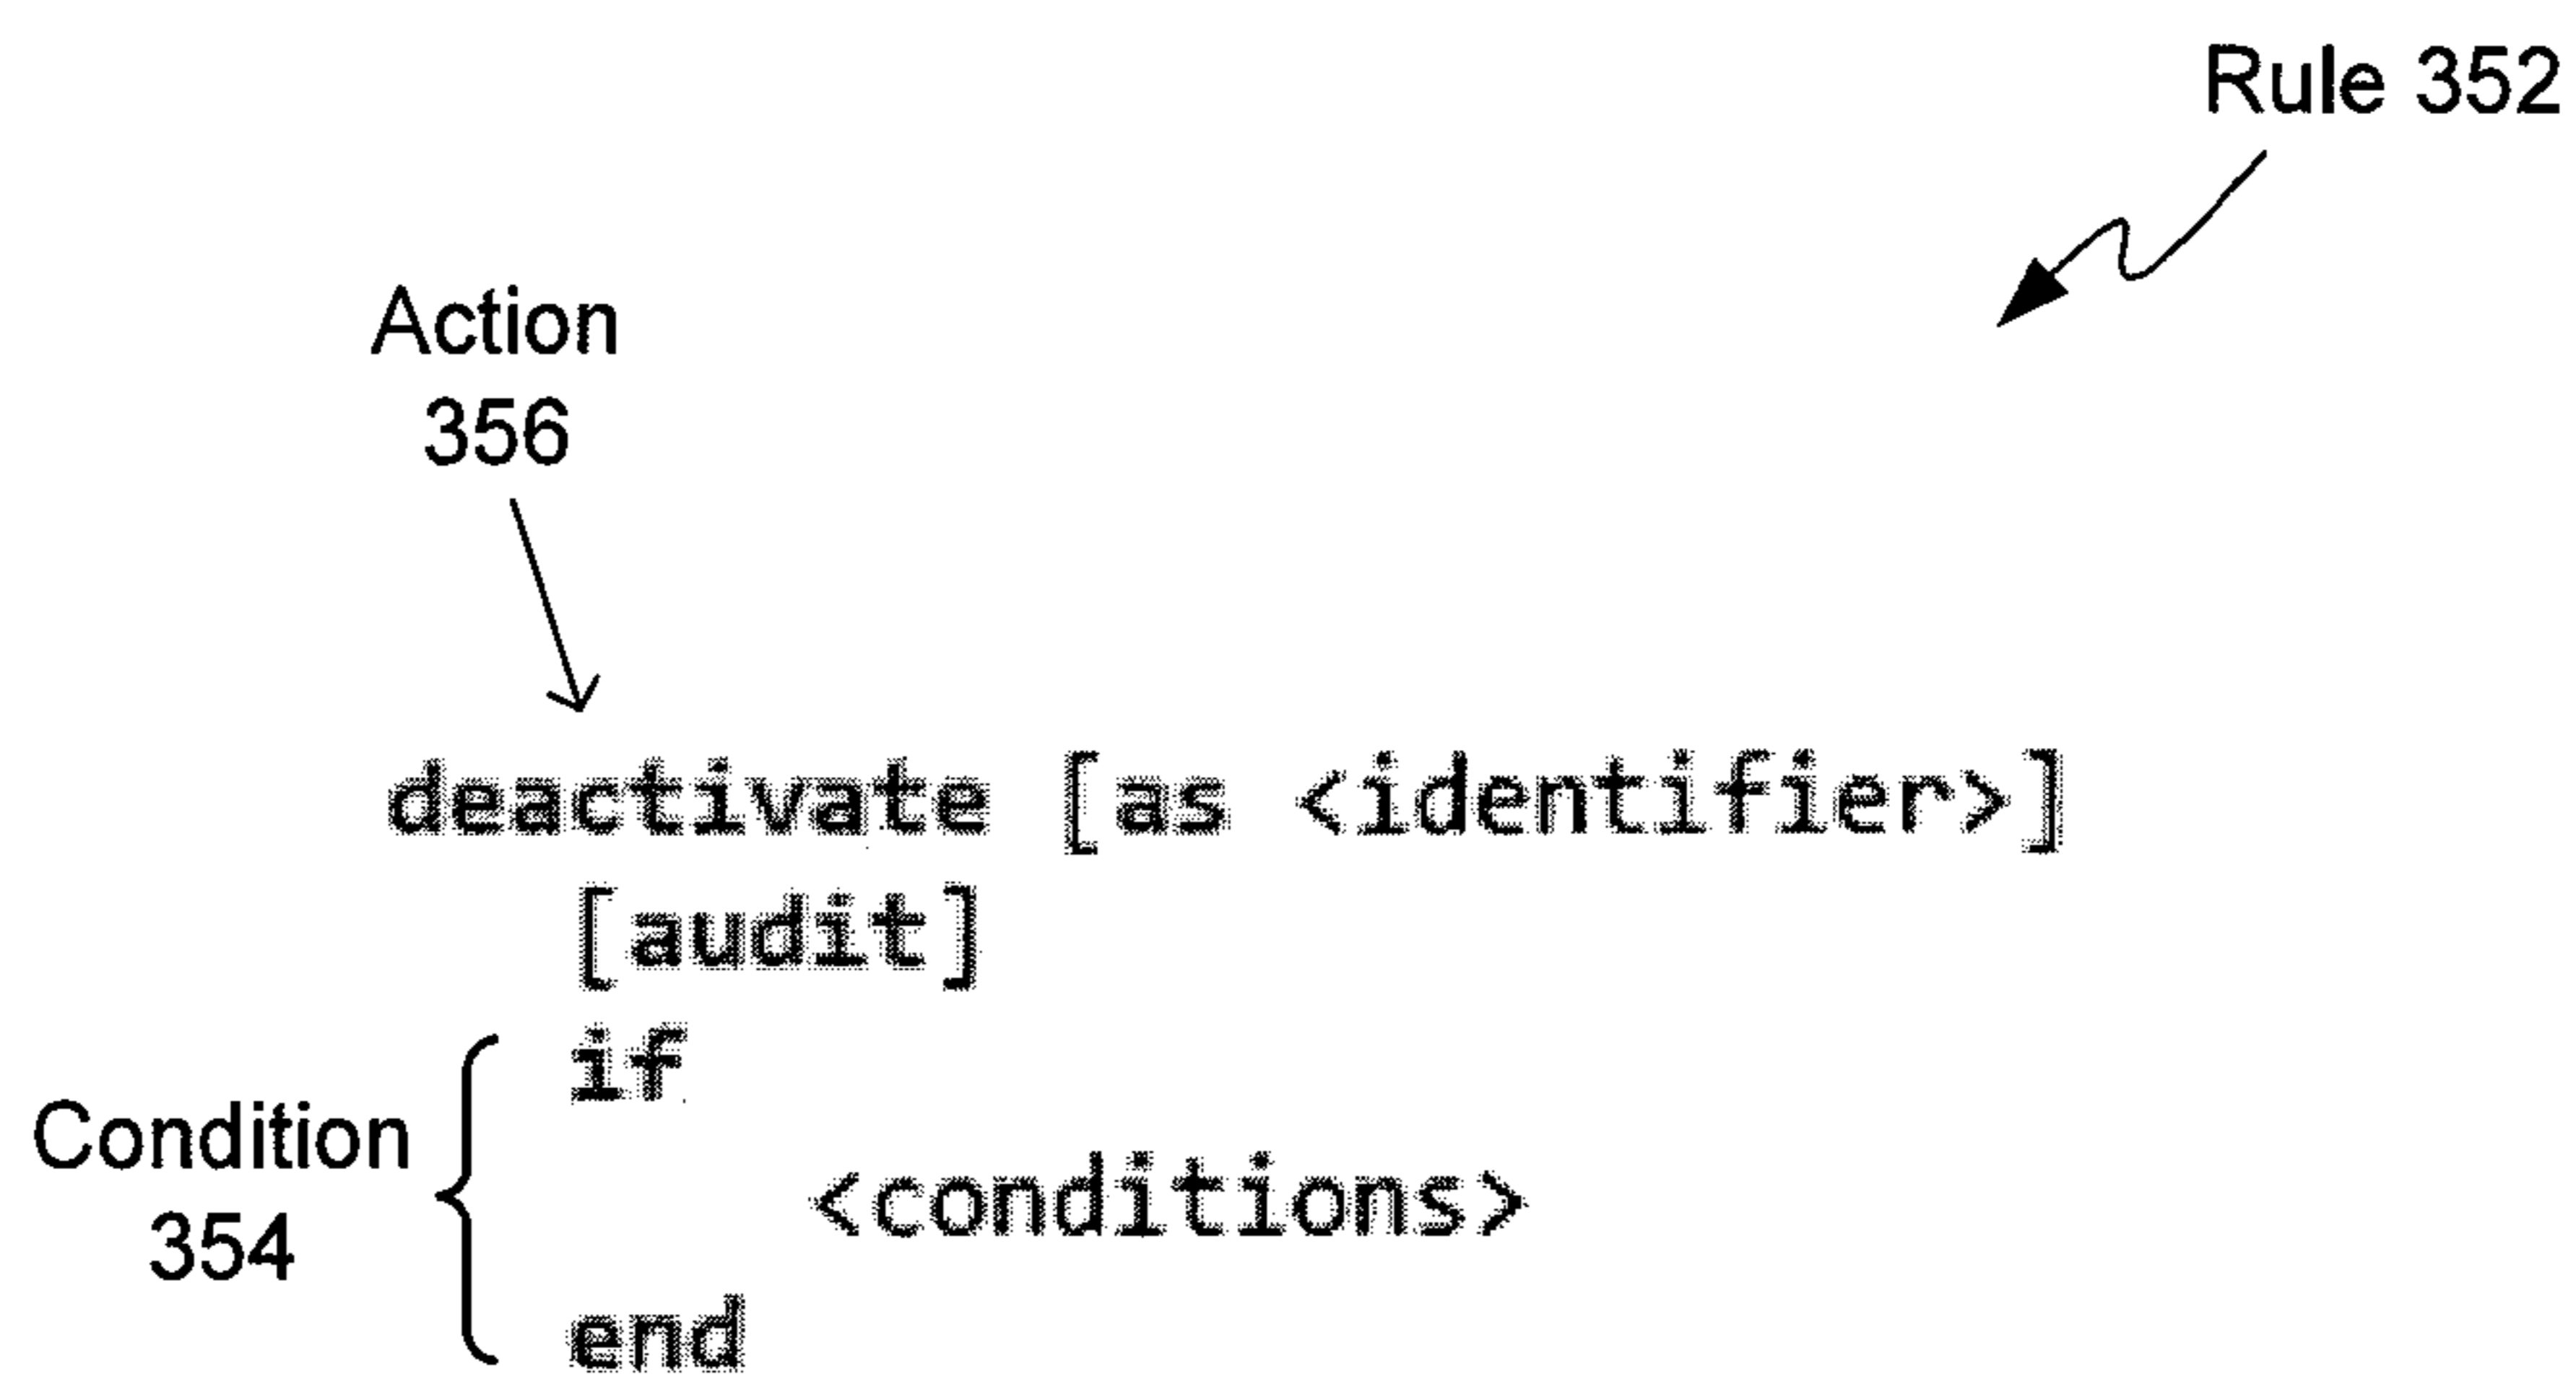 Rule 352
Action
356
deactivate [as <identifier>]
[audit]
if
Condition
354
<conditions>
end